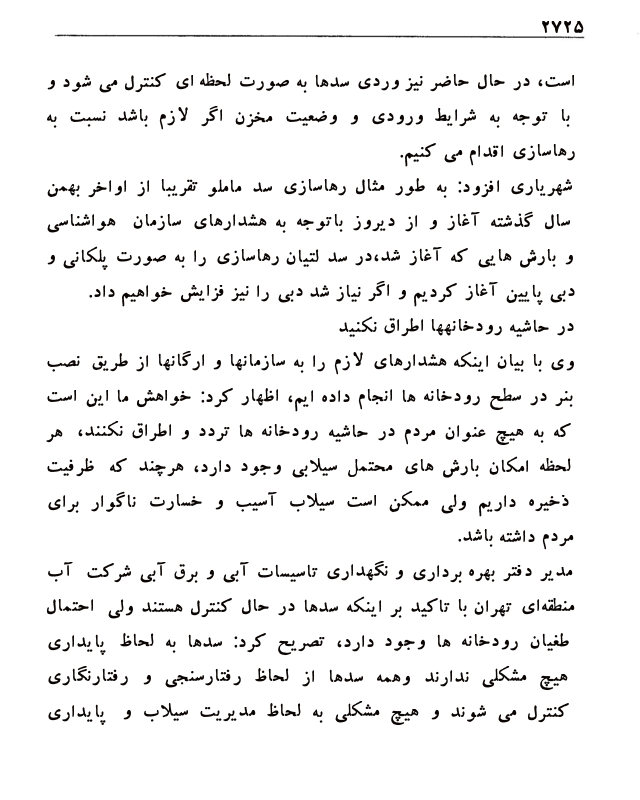 ۲۷۲۵
است، در حال حاضر نیز وردی سدها به صورت لحظه ای کنترل می شود و
با توجه به شرایط ورودی و وضعیت مخزن اگر لازم باشد نسبت به
رهاسازی اقدام می کنیم.
شهریاری افزود: به طور مثال رهاسازی سد ماملو تقریبا از اواخر بهمن
سال گذشته آغاز و از دیروز باتوجه به هشدارهای سازمان هواشناسی
و بارش هایی که آغاز شد،در سد لتیان رهاسازی را به صورت پلکانی و
دبی پایین آغاز کردیم و اگر نیاز شد دبی را نیز فزایش خواهیم داد.
در حاشیه رودخانهها اطراق نکنید
وی با بیان اینکه هشدارهای لازم را به سازمانها و ارگانها از طریق نصب
بنر در سطح رودخانه ها انجام داده ایم، اظهار کرد: خواهش ما این است
که به هیچ عنوان مردم در حاشیه رودخانه ها تردد و اطراق نکنند، هر
لحظه امکان بارش های محتمل سیلابی وجود دارد، هرچند که ظرفیت
ذخیره داریم ولی ممکن است سیلاب آسیب و خسارت ناگوار برای
مردم داشته باشد.
مدیر دفتر بهره برداری و نگهداری تاسیسات آبی و برق آبی شرکت آب
منطقه‌ای تهران با تاکید بر اینکه سدها در حال کنترل هستند ولی احتمال
طغیان رودخانه ها وجود دارد، تصریح کرد: سدها به لحاظ پایداری
هیچ مشکلی ندارند وهمه سدها از لحاظ رفتارسنجی و رفتارنگاری
کنترل می شوند و هیچ مشکلی به لحاظ مدیریت سیلاب و پایداری